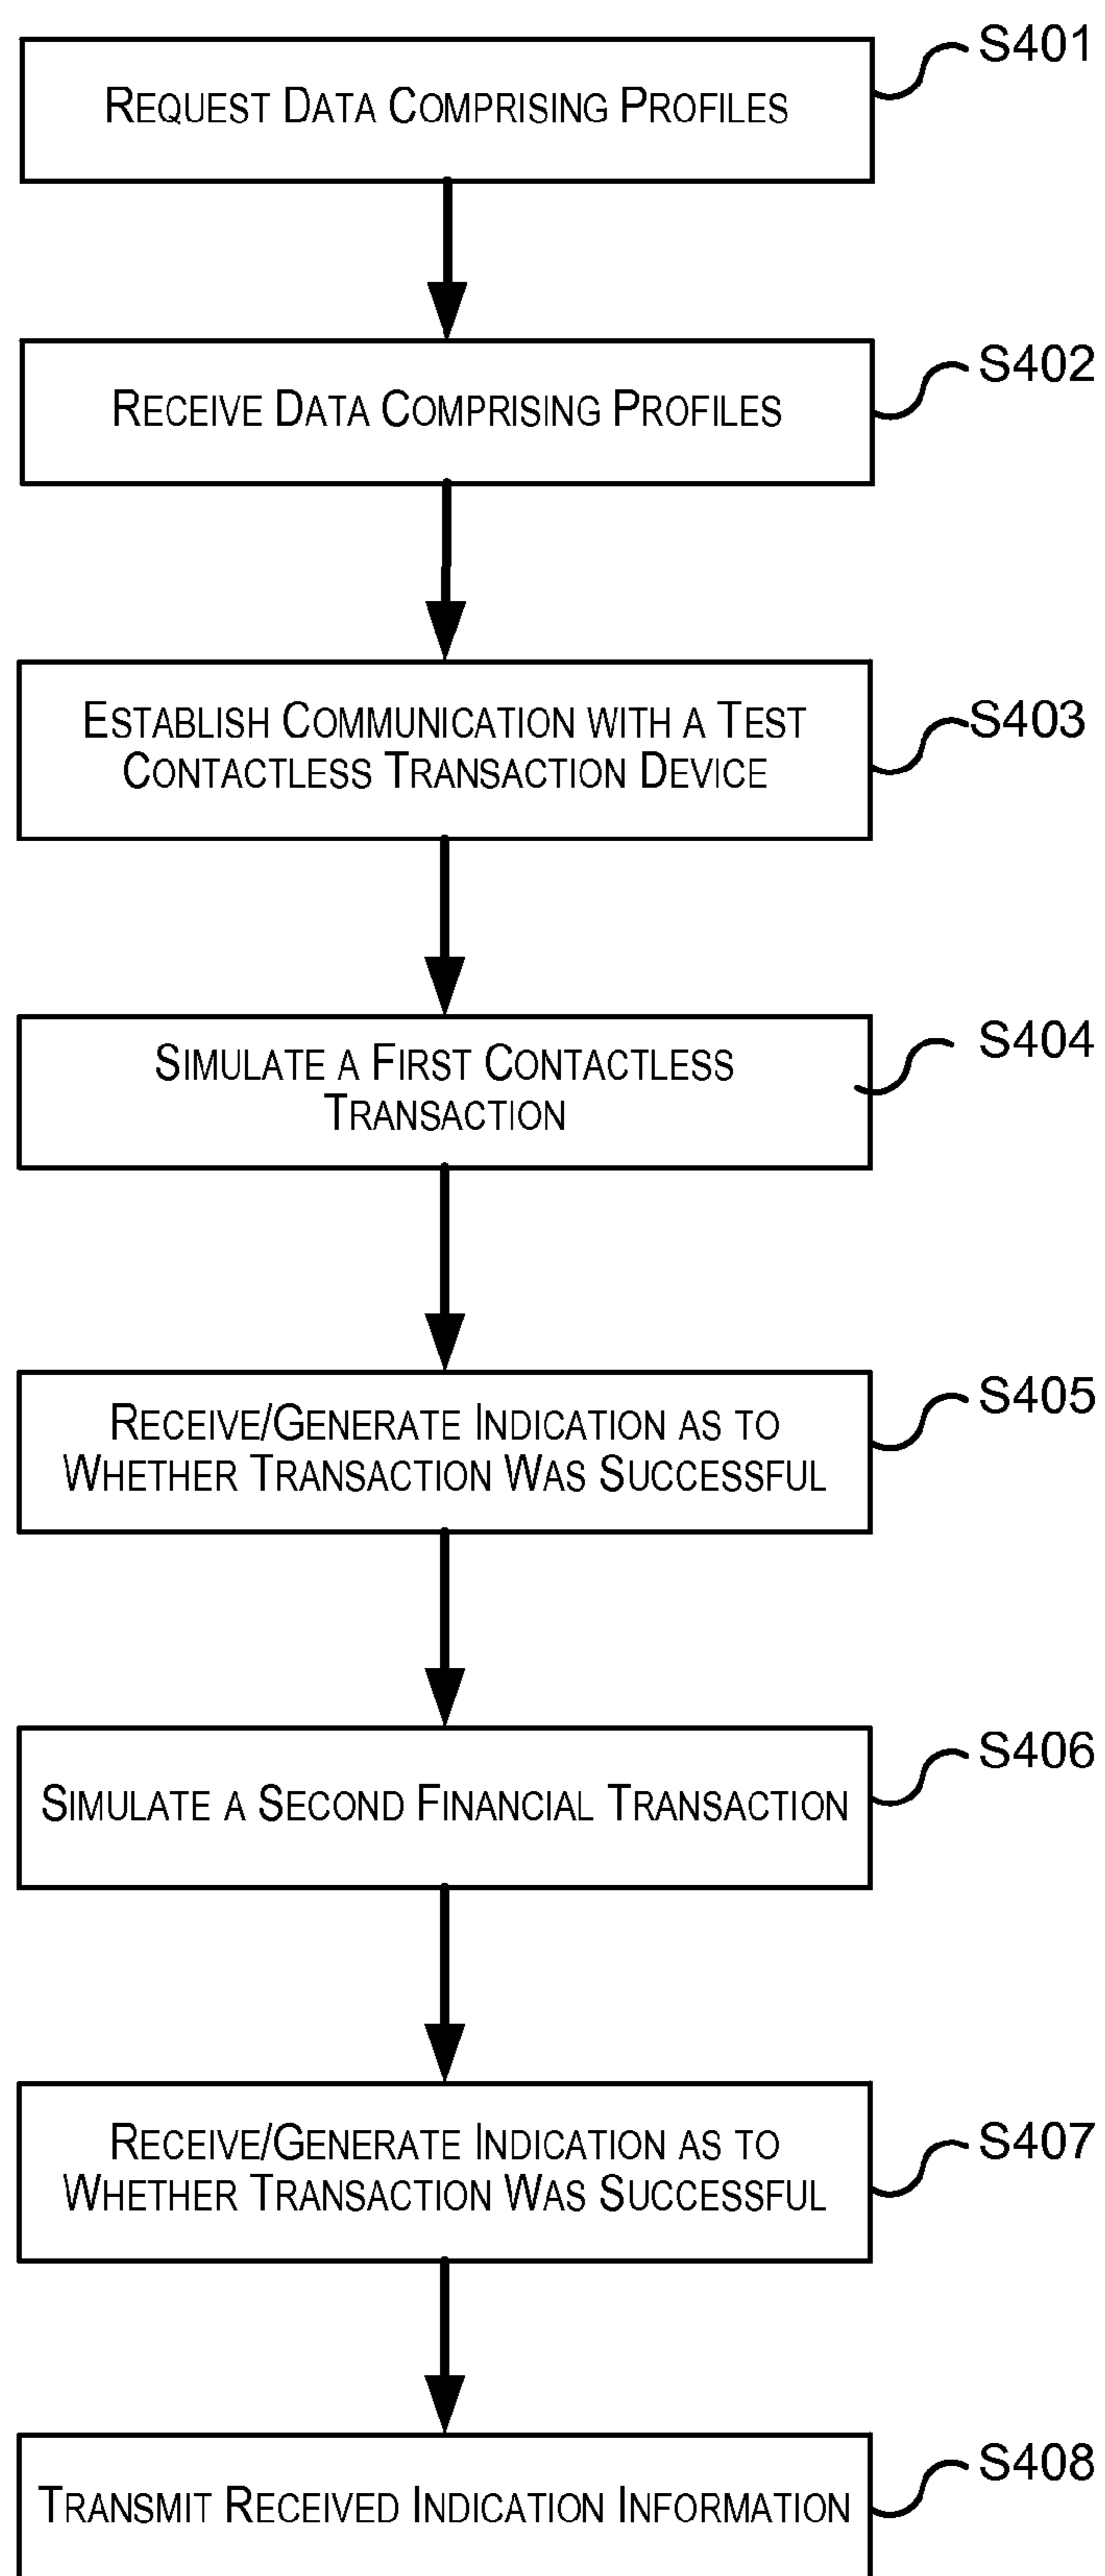 S401
REQUEST DATA COMPRISING PROFILES
S402
RECEIVE DATA COMPRISING PROFILES
S403
ESTABLISH COMMUNICATION WITH A TEST
CONTACTLESS TRANSACTION DEVICE
S404
SIMULATE A FIRST CONTACTLESS
TRANSACTION
S405
RECEIVE/GENERATE INDICATION AS TO
WHETHER TRANSACTION WAS SUCCESSFUL
S406
SIMULATE A SECOND FINANCIAL TRANSACTION
S407
RECEIVE/GENERATE INDICATION AS TO
WHETHER TRANSACTION WAS SUCCESSFUL
S408
TRANSMIT RECEIVED INDICATION INFORMATION